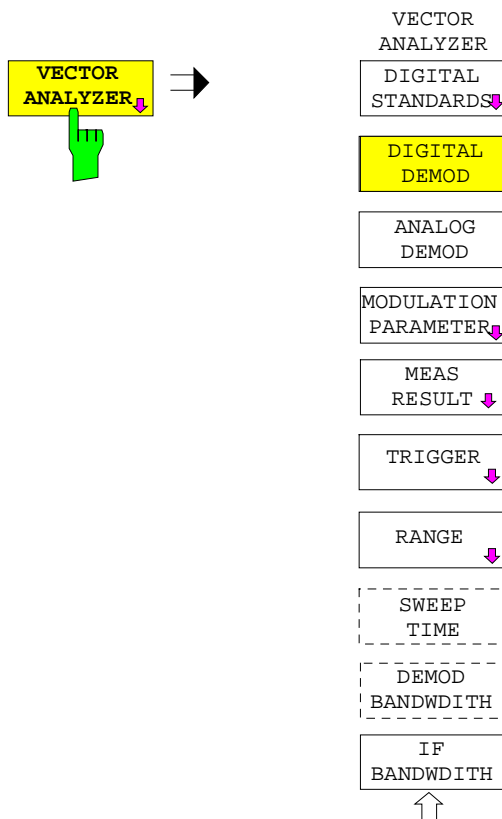 VECTOR
ANALYZER
VECTOR
ANALYZER
DIGITAL
STANDARDS
DIGITAL
DEMOD
ANALOG
DEMOD
MODULATION
PARAMETER
MEAS
RESULT
TRIGGER
RANGE
SWEEP
TIME
DEMOD
BANDWDITH
IF
BANDWDITH